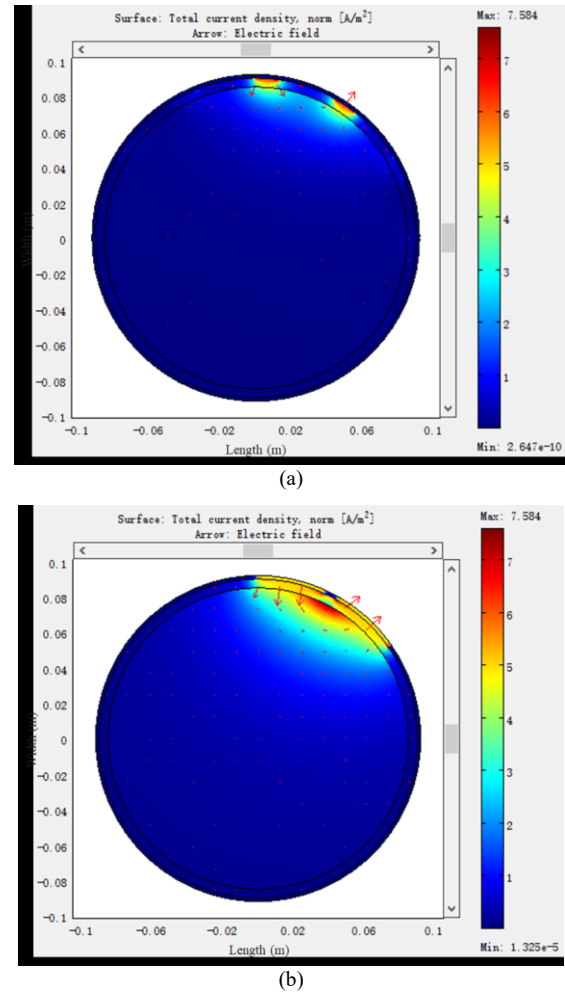 Surface: Total current density, norm [A/m²] Max: 7.584
Arrow: Electric field
0.1
0.08
0.06
0.04
0.02
0
-0.02
-0.04
-0.06
-0.08
-0.1
Width (m)
-0.1 -0.06 -0.02 0.02 0.06 0.1
Length (m)
7
6
5
4
3
2
1
Min: 2.647e-10
(a)
Surface: Total current density, norm [A/m²] Max: 7.584
Arrow: Electric field
0.1
0.08
0.06
0.04
0.02
0
-0.02
-0.04
-0.06
-0.08
-0.1
Width (m)
-0.1 -0.06 -0.02 0.02 0.06 0.1
Length (m)
7
6
5
4
3
2
1
Min: 1.325e-5
(b)